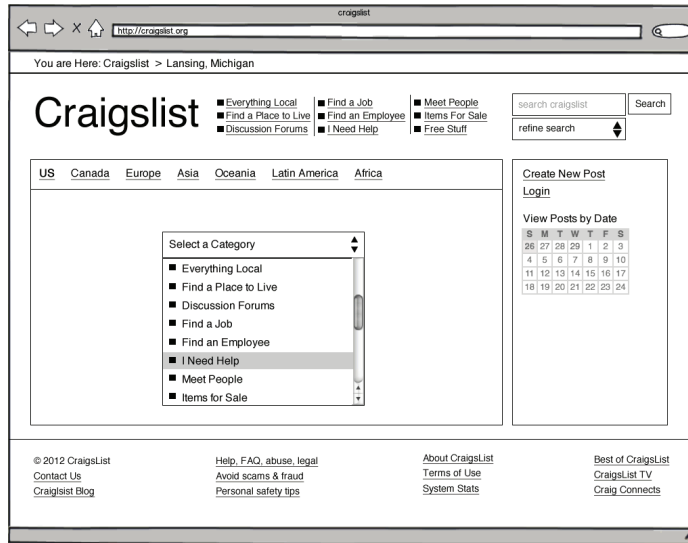 craigslist
http://craigslist.org
You are Here: Craigslist > Lansing, Michigan
Craigslist
Everything Local
Find a Place to Live
Discussion Forums
Find a Job
Find an Employee
I Need Help
Meet People
Items For Sale
Free Stuff
search craigslist
Search
refine search
US Canada Europe Asia Oceania Latin America Africa
Select a Category
Everything Local
Find a Place to Live
Discussion Forums
Find a Job
Find an Employee
I Need Help
Meet People
Items for Sale
Create New Post
Login
View Posts by Date
S M T W T F S
26 27 28 29 1 2 3
4 5 6 7 8 9 10
11 12 13 14 15 16 17
18 19 20 21 22 23 24
© 2012 CraigsList
Contact Us
Craiglsist Blog
Help, FAQ, abuse, legal
Avoid scams & fraud
Personal safety tips
About CraigsList
Terms of Use
System Stats
Best of CraigsList
CraigsList TV
Craig Connects